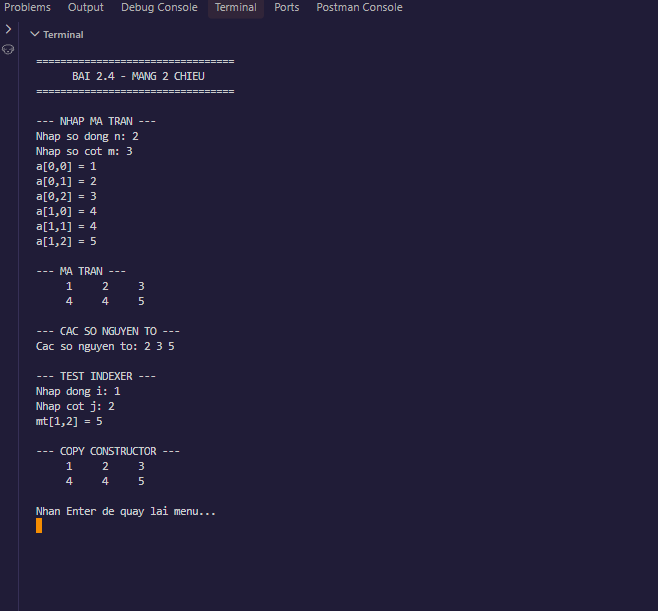 Problems Output Debug Console Terminal Ports Postman Console
Terminal
=================================
BAI 2.4 - MANG 2 CHIEU
=================================
--- NHAP MA TRAN ---
Nhap so dong n: 2
Nhap so cot m: 3
a[0,0] = 1
a[0,1] = 2
a[0,2] = 3
a[1,0] = 4
a[1,1] = 4
a[1,2] = 5
--- MA TRAN ---
1 2 3
4 4 5
--- CAC SO NGUYEN TO ---
Cac so nguyen to: 2 3 5
--- TEST INDEXER ---
Nhap dong i: 1
Nhap cot j: 2
mt[1,2] = 5
--- COPY CONSTRUCTOR ---
1 2 3
4 4 5
Nhan Enter de quay lai menu...